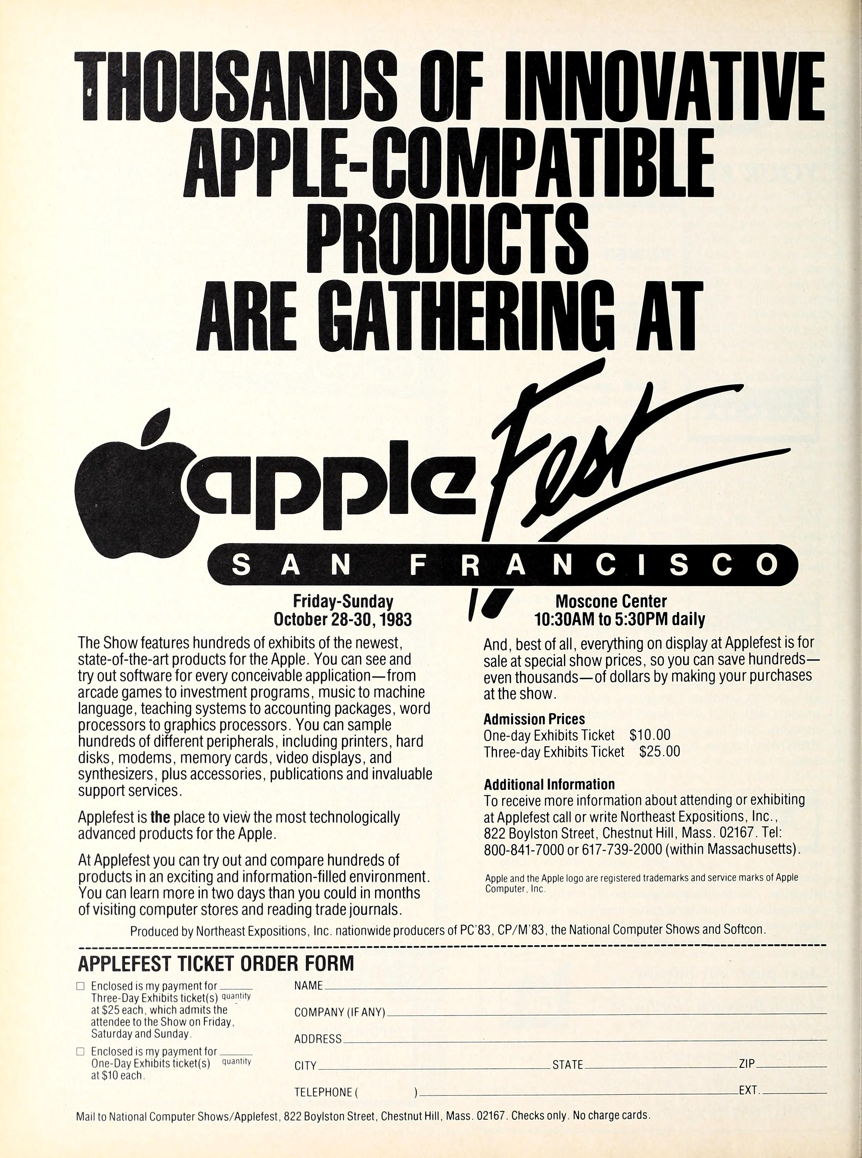 THOUSANDS OF INNOVATIVE
APPLE-COMPATIBLE
PRODUCTS
ARE GATHERING AT
apple Fest
SAN FRANCISCO
Friday-Sunday
October 28-30, 1983
The Show features hundreds of exhibits of the newest,
state-of-the-art products for the Apple. You can see and
try out software for every conceivable application—from
arcade games to investment programs, music to machine
language, teaching systems to accounting packages, word
processors to graphics processors. You can sample
hundreds of different peripherals, including printers, hard
disks, modems, memory cards, video displays, and
synthesizers, plus accessories, publications and invaluable
support services.
Applefest is the place to view the most technologically
advanced products for the Apple.
At Applefest you can try out and compare hundreds of
products in an exciting and information-filled environment.
You can learn more in two days than you could in months
of visiting computer stores and reading trade journals.
Moscone Center
10:30AM to 5:30PM daily
And, best of all, everything on display at Applefest is for
sale at special show prices, so you can save hundreds—
even thousands—of dollars by making your purchases
at the show.
Admission Prices
One-day Exhibits Ticket $10.00
Three-day Exhibits Ticket $25.00
Additional Information
To receive more information about attending or exhibiting
at Applefest call or write Northeast Expositions, Inc.,
822 Boylston Street, Chestnut Hill, Mass. 02167. Tel:
800-841-7000 or 617-739-2000 (within Massachusetts).
Apple and the Apple logo are registered trademarks and service marks of Apple
Computer, Inc.
Produced by Northeast Expositions, Inc. nationwide producers of PC'83, CP/M'83, the National Computer Shows and Softcon.
APPLEFEST TICKET ORDER FORM
☐ Enclosed is my payment for ______
Three-Day Exhibits ticket(s) quantity
at $25 each, which admits the
attendee to the Show on Friday,
Saturday and Sunday.
☐ Enclosed is my payment for ______
One-Day Exhibits ticket(s) quantity
at $10 each.
NAME
COMPANY (IF ANY)
ADDRESS
CITY STATE ZIP
TELEPHONE ( ) EXT.
Mail to National Computer Shows/Applefest, 822 Boylston Street, Chestnut Hill, Mass. 02167. Checks only. No charge cards.